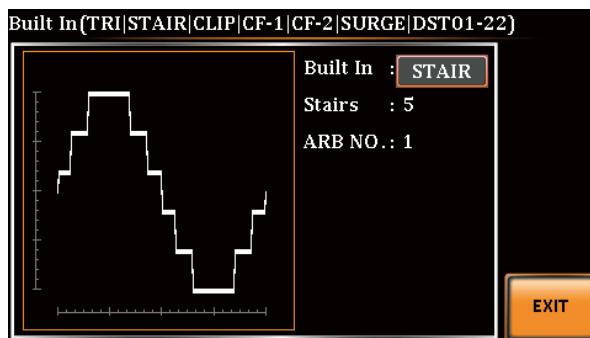 Built In(TRI|STAIR|CLIP|CF-1|CF-2|SURGE|DST01-22)
Built In : STAIR
Stairs : 5
ARB NO.: 1
EXIT